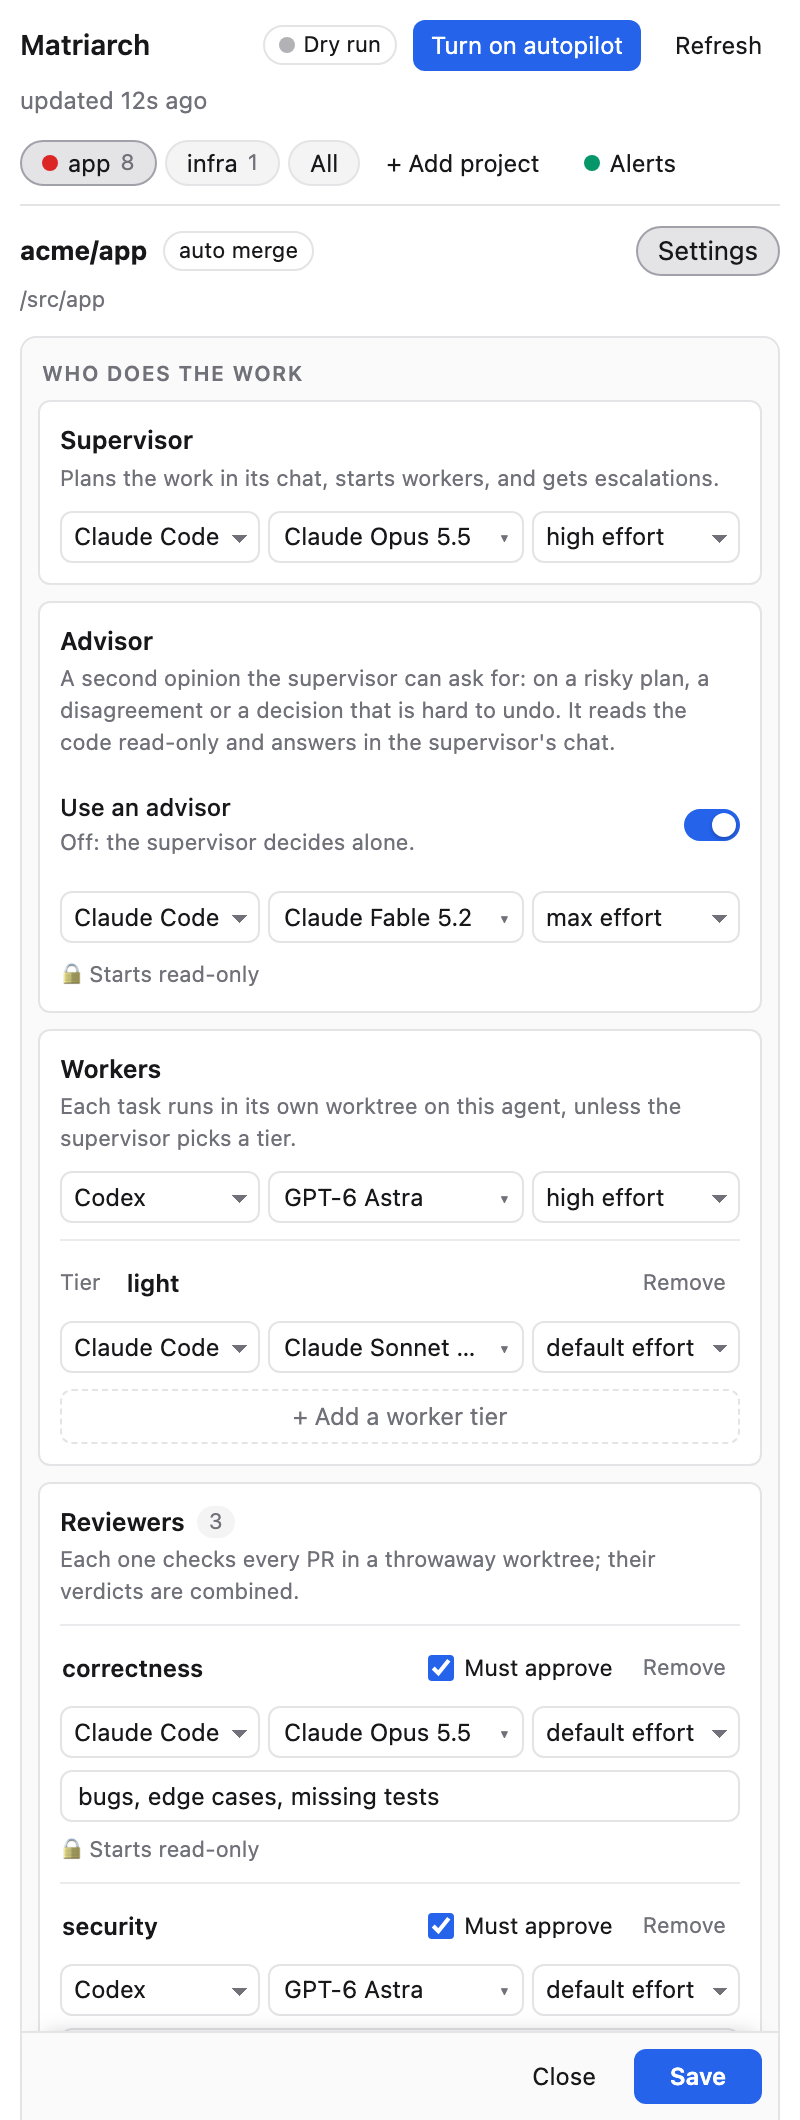 Matriarch
Dry run
Turn on autopilot
Refresh
updated 12s ago
app 8
infra 1
All
+ Add project
Alerts
acme/app
auto merge
Settings
/src/app
WHO DOES THE WORK
Supervisor
Plans the work in its chat, starts workers, and gets escalations.
Claude Code
Claude Opus 5.5
high effort
Advisor
A second opinion the supervisor can ask for: on a risky plan, a
disagreement or a decision that is hard to undo. It reads the
code read-only and answers in the supervisor's chat.
Use an advisor
Off: the supervisor decides alone.
Claude Code
Claude Fable 5.2
max effort
Starts read-only
Workers
Each task runs in its own worktree on this agent, unless the
supervisor picks a tier.
Codex
GPT-6 Astra
high effort
Tier light
Remove
Claude Code
Claude Sonnet ...
default effort
+ Add a worker tier
Reviewers 3
Each one checks every PR in a throwaway worktree; their
verdicts are combined.
correctness
Must approve
Remove
Claude Code
Claude Opus 5.5
default effort
bugs, edge cases, missing tests
Starts read-only
security
Must approve
Remove
Codex
GPT-6 Astra
default effort
Close
Save